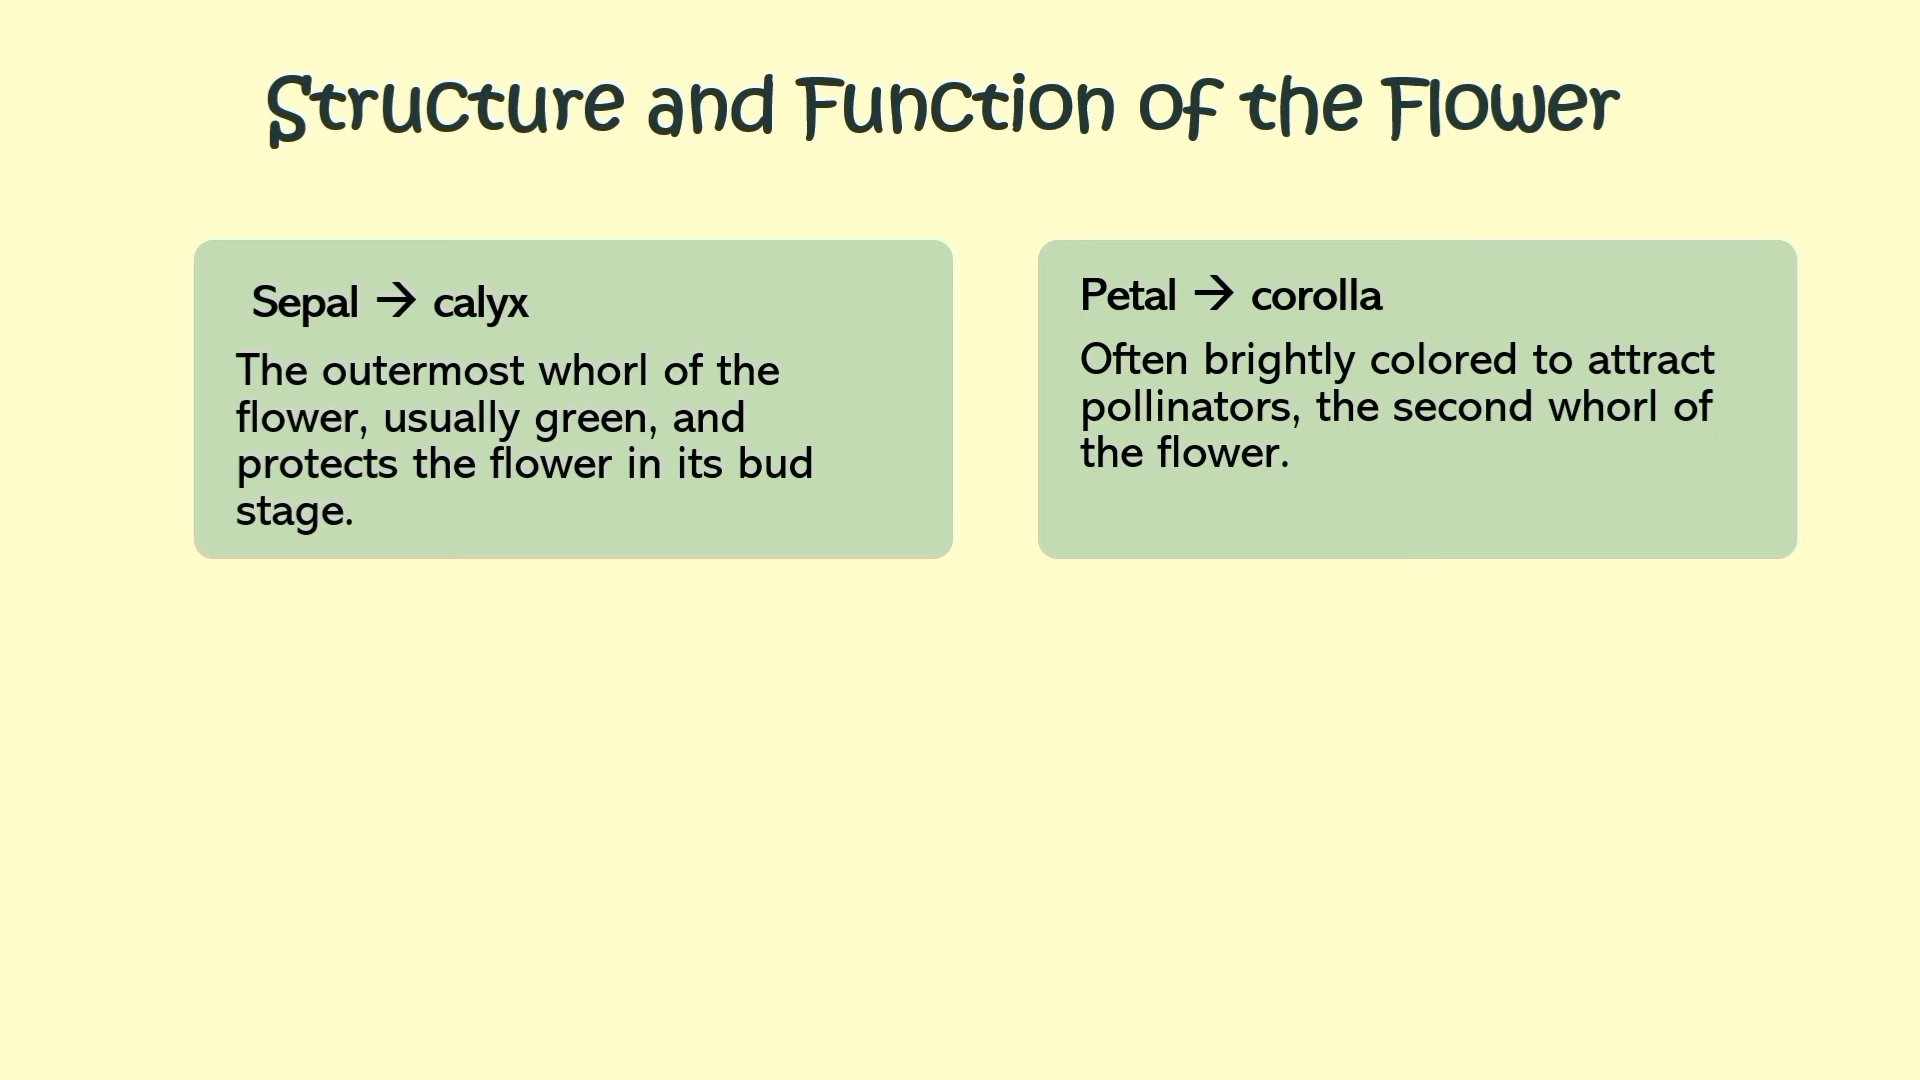 Structure and Function of the Flower
Sepal → calyx
The outermost whorl of the
flower, usually green, and
protects the flower in its bud
stage.
Petal → corolla
Often brightly colored to attract
pollinators, the second whorl of
the flower.